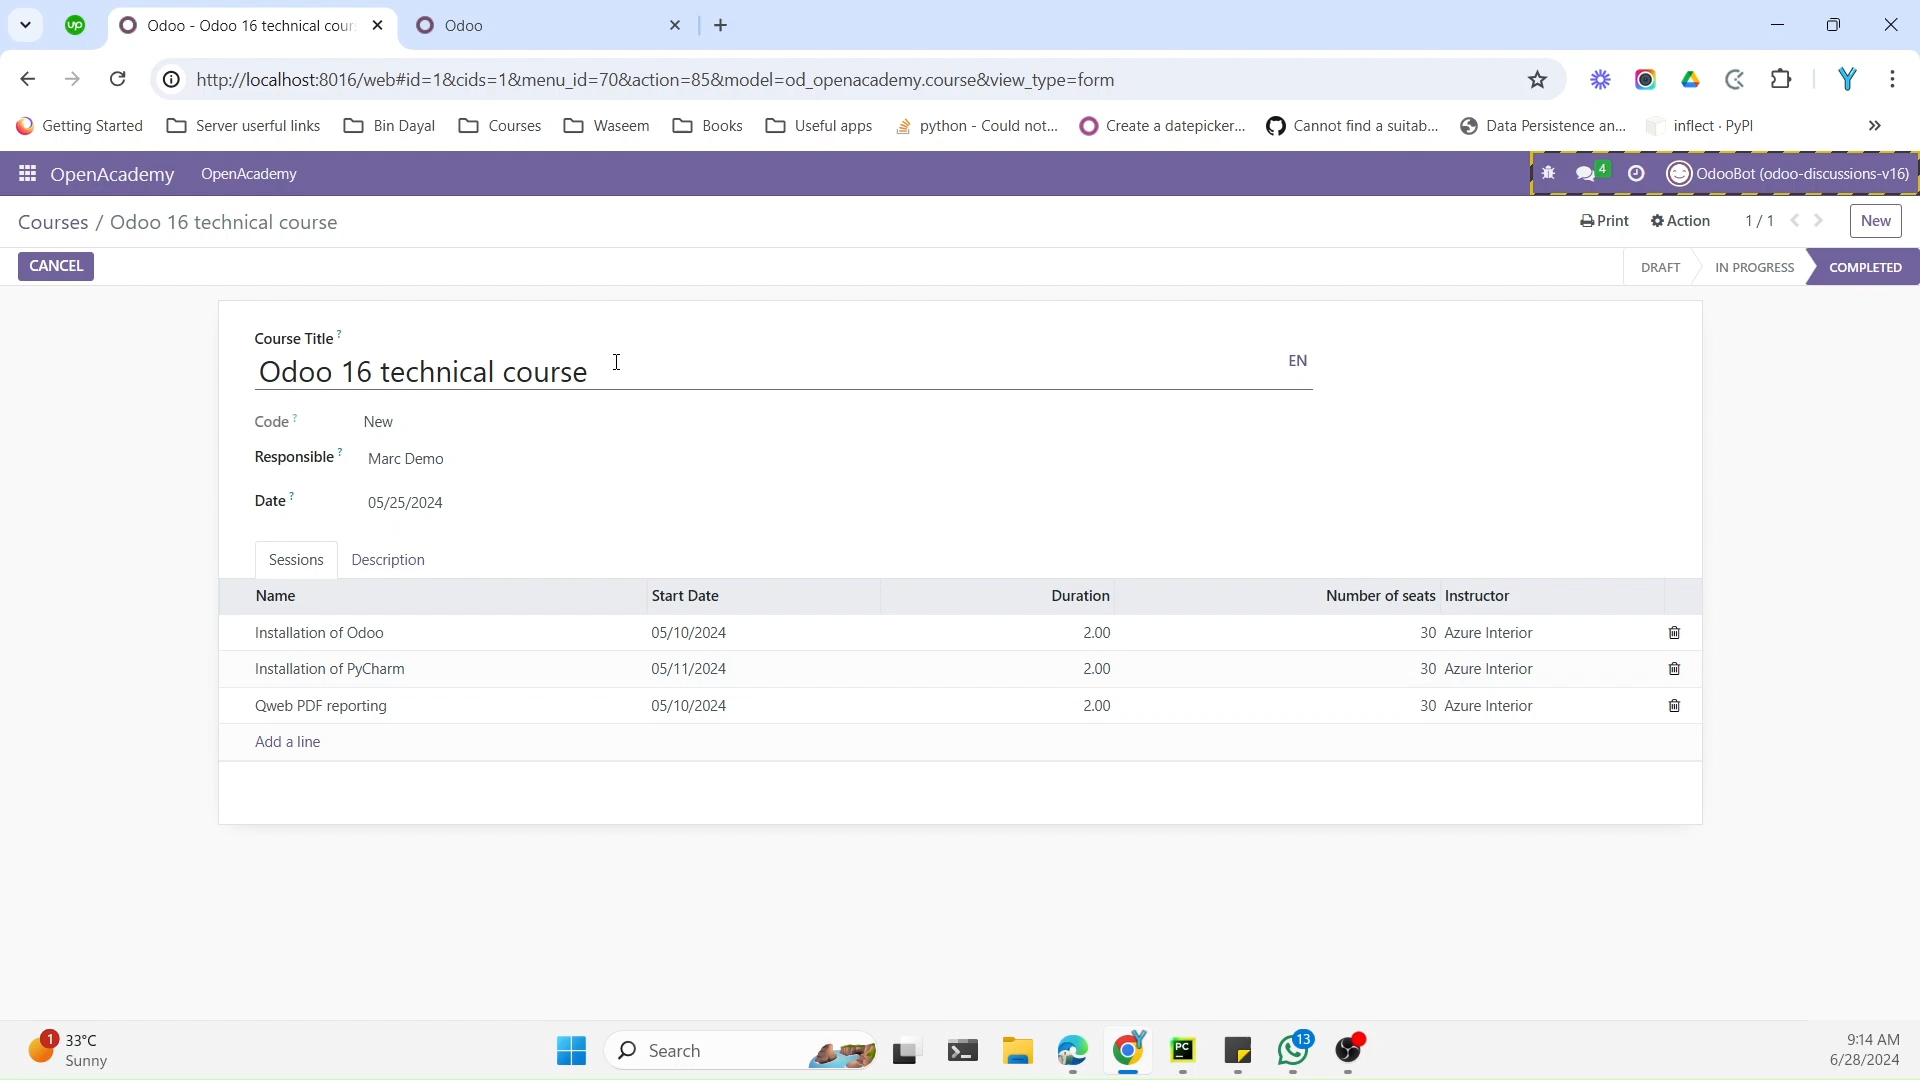 Odoo - Odoo 16 technical cour
Odoo
http://localhost:8016/web#id=1&cids=1&menu_id=70&action=85&model=od_openacademy.course&view_type=form
Getting Started
Server userful links
Bin Dayal
Courses
Waseem
Books
Useful apps
python - Could not...
Create a datepicker...
Cannot find a suitab...
Data Persistence an...
inflect · PyPI
»
OpenAcademy
OpenAcademy
4
OdooBot (odoo-discussions-v16)
Courses / Odoo 16 technical course
Print
Action
1 / 1
New
CANCEL
DRAFT
IN PROGRESS
COMPLETED
Course Title ?
Odoo 16 technical course
EN
Code ?
New
Responsible ?
Marc Demo
Date ?
05/25/2024
Sessions
Description
Name Start Date Duration Number of seats Instructor
Installation of Odoo 05/10/2024 2.00 30 Azure Interior
Installation of PyCharm 05/11/2024 2.00 30 Azure Interior
Qweb PDF reporting 05/10/2024 2.00 30 Azure Interior
Add a line
1
33°C
Sunny
Search
PC
13
9:14 AM
6/28/2024